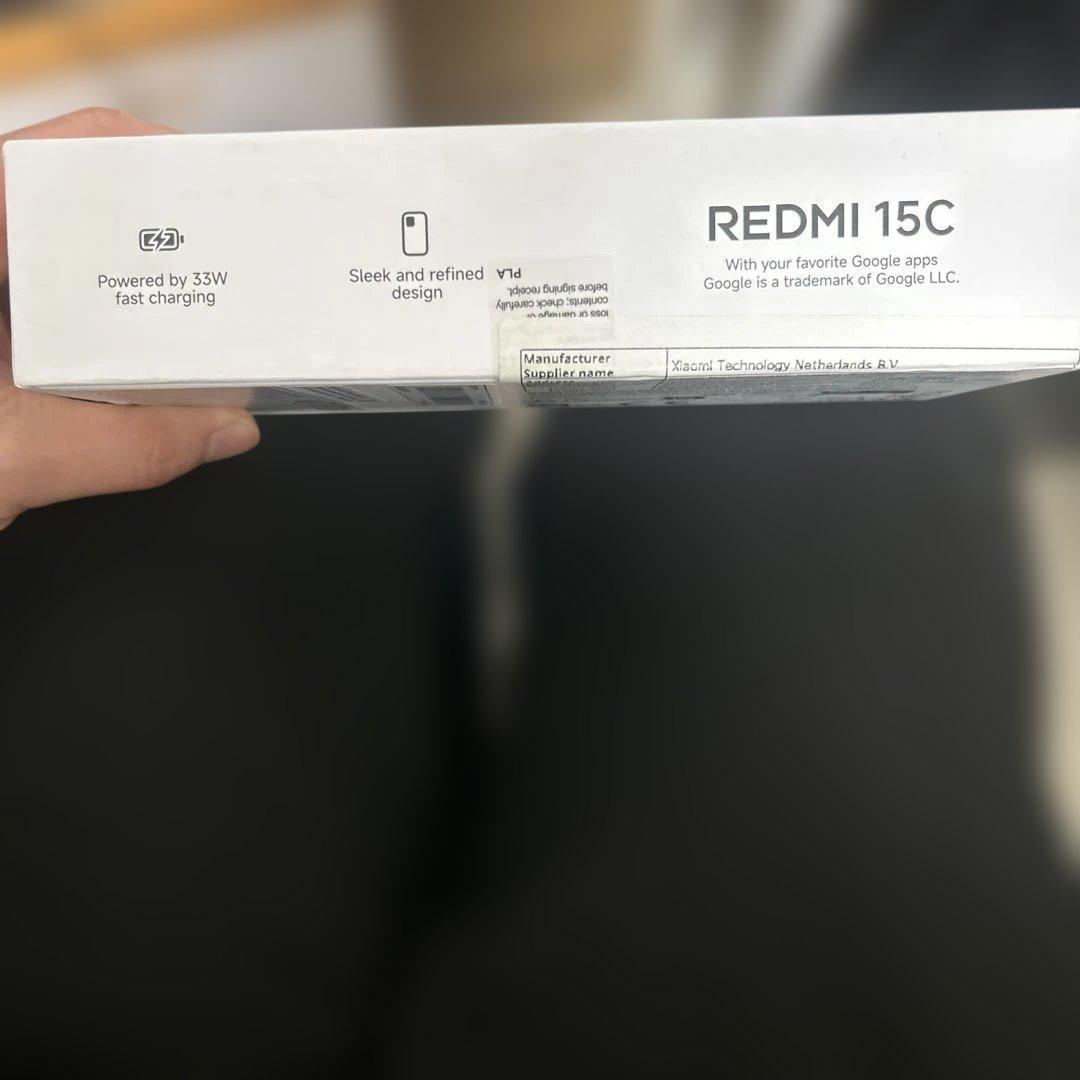 Powered by 33W
fast charging
Sleek and refined
design
REDMI 15C
With your favorite Google apps
Google is a trademark of Google LLC.
PLA
before signing receipt.
contents; check carefully
loss or damage
Manufacturer
Xiaomi Technology Netherlands B.V
Supplier name